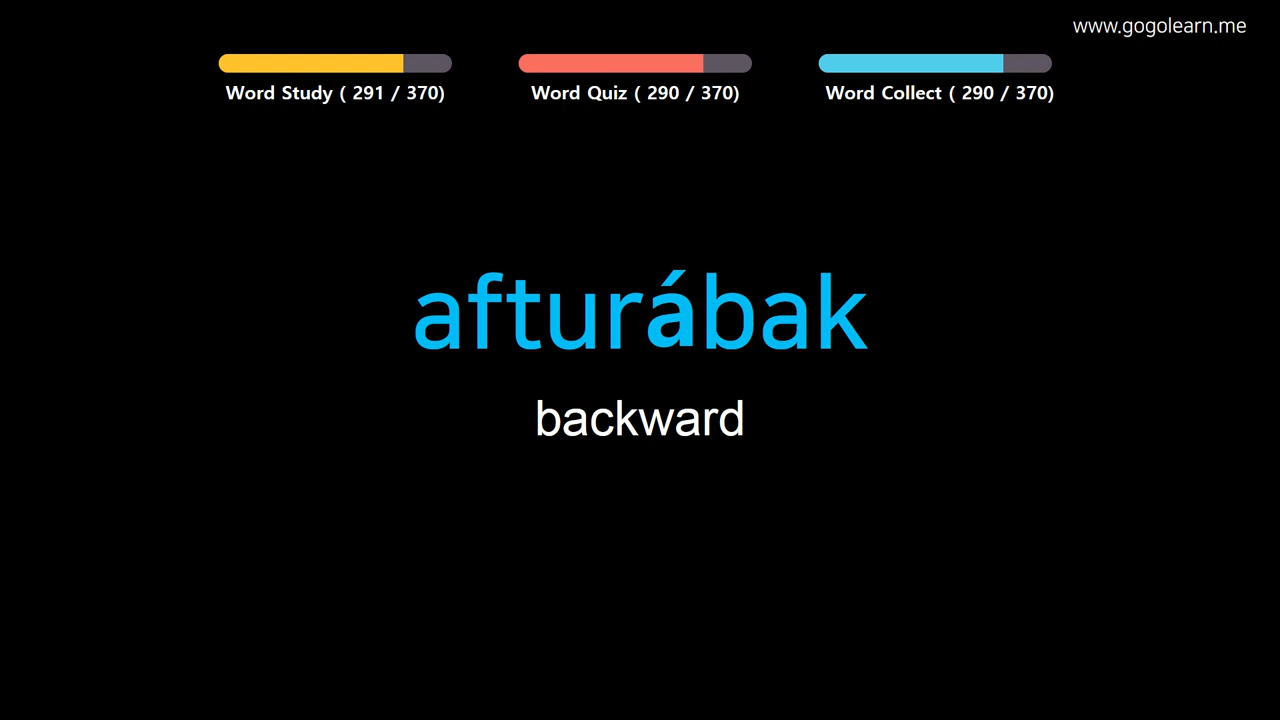 www.gogolearn.me
Word Study ( 291 / 370)
Word Quiz ( 290 / 370)
Word Collect ( 290 / 370)
afturábak
backward